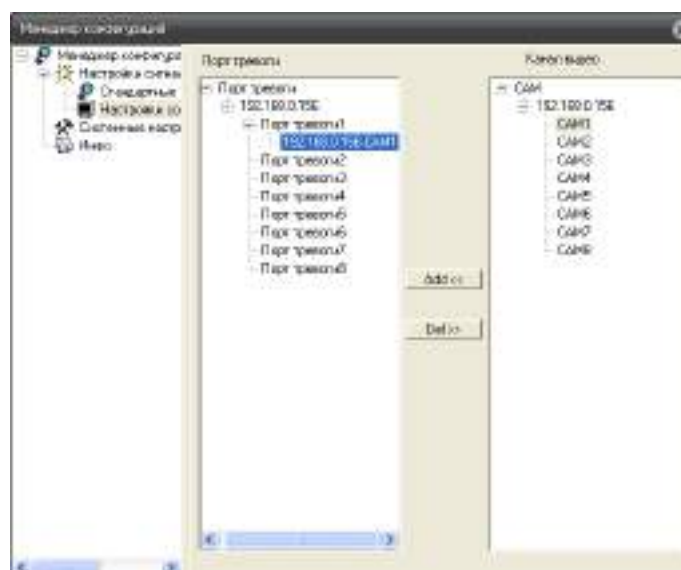 Менеджер конфигураций
Менеджер конфигура
Настройки сигна
Стандартные
Настройки со
Системные настр
Инфо
Порт тревоги
Порт тревоги
192.168.0.156
Порт тревоги1
192.168.0.156-CAM1
Порт тревоги2
Порт тревоги3
Порт тревоги4
Порт тревоги5
Порт тревоги6
Порт тревоги7
Порт тревоги8
Add <<
Del >>
Канал видео
CAM
192.168.0.156
CAM1
CAM2
CAM3
CAM4
CAM5
CAM6
CAM7
CAM8